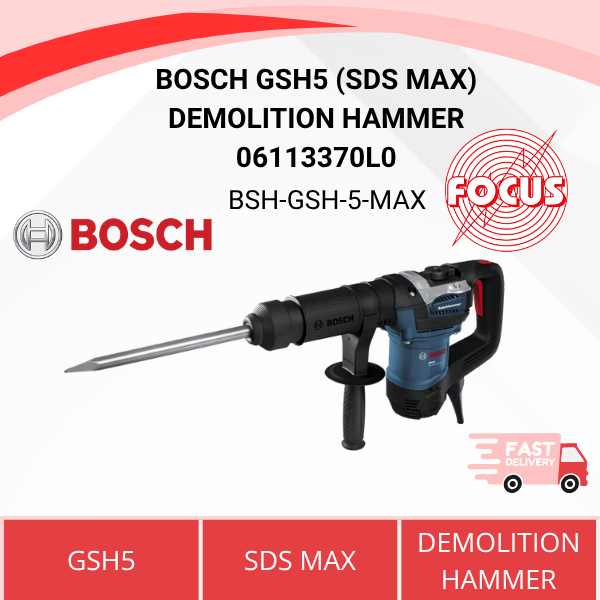 BOSCH GSH5 (SDS MAX)
DEMOLITION HAMMER
06113370L0
BSH-GSH-5-MAX
FOCUS
BOSCH
BOSCH
BOSCH
FAST
DELIVERY
GSH5
SDS MAX
DEMOLITION
HAMMER